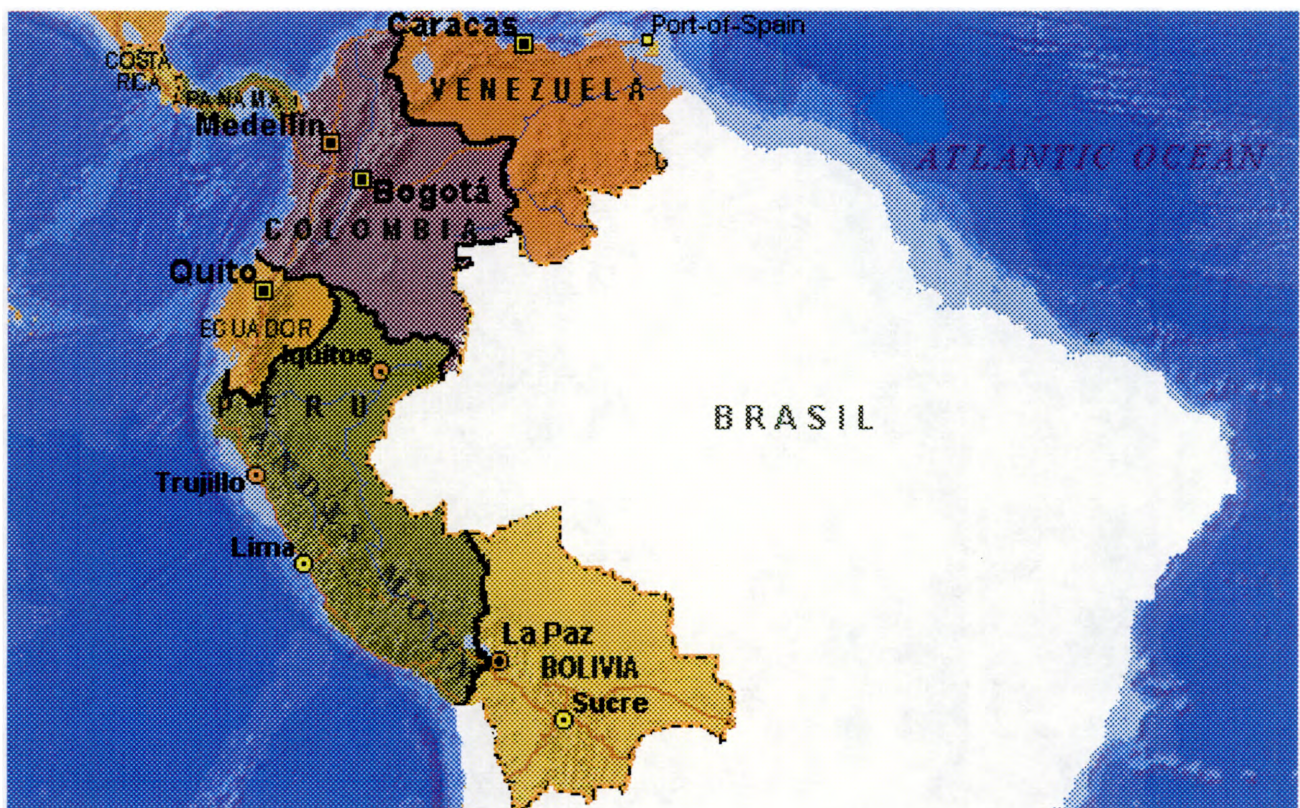 Caracas
Port-of-Spain
COSTA
RICA
PANAMA
VENEZUELA
Medellin
ATLANTIC OCEAN
Bogotá
COLOMBIA
Quito
ECUADOR
Iquitos
PERU
BRASIL
ANDES
Trujillo
Lima
La Paz
BOLIVIA
Sucre